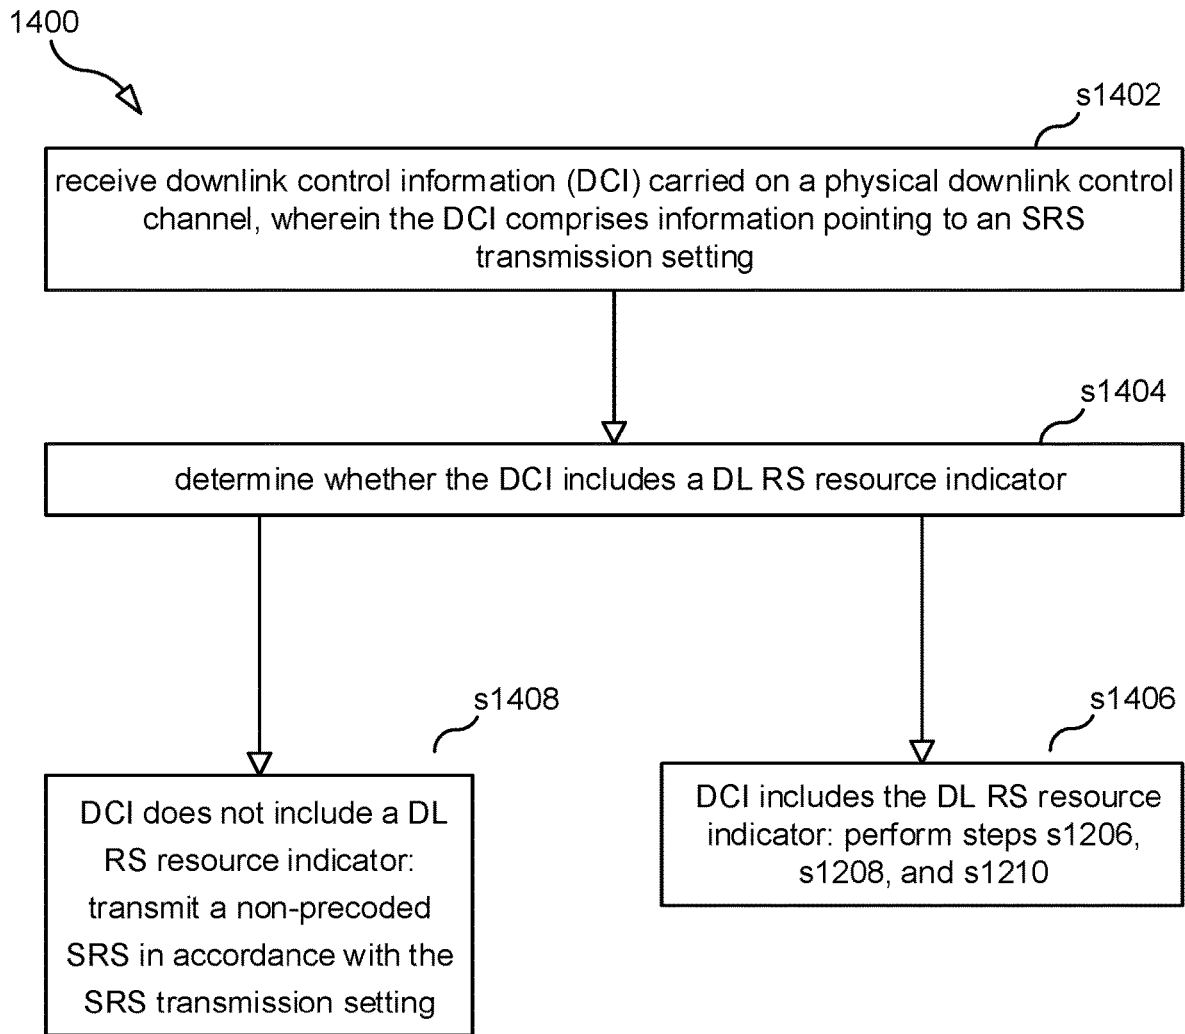 1400
s1402
receive downlink control information (DCI) carried on a physical downlink control
channel, wherein the DCI comprises information pointing to an SRS
transmission setting
s1404
determine whether the DCI includes a DL RS resource indicator
s1408
DCI does not include a DL
RS resource indicator:
transmit a non-precoded
SRS in accordance with the
SRS transmission setting
s1406
DCI includes the DL RS resource
indicator: perform steps s1206,
s1208, and s1210